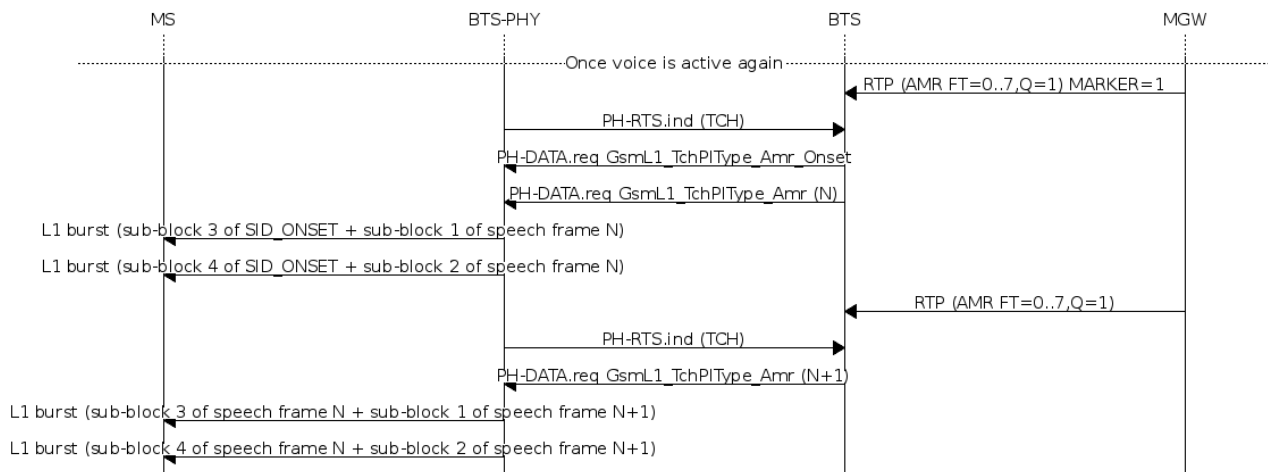 MS BTS-PHY BTS MGW
Once voice is active again
RTP (AMR FT=0..7,Q=1) MARKER=1
PH-RTS.ind (TCH)
PH-DATA.req GsmL1_TchPlType_Amr_Onset
PH-DATA.req GsmL1_TchPlType_Amr (N)
L1 burst (sub-block 3 of SID_ONSET + sub-block 1 of speech frame N)
L1 burst (sub-block 4 of SID_ONSET + sub-block 2 of speech frame N)
RTP (AMR FT=0..7,Q=1)
PH-RTS.ind (TCH)
PH-DATA.req GsmL1_TchPlType_Amr (N+1)
L1 burst (sub-block 3 of speech frame N + sub-block 1 of speech frame N+1)
L1 burst (sub-block 4 of speech frame N + sub-block 2 of speech frame N+1)